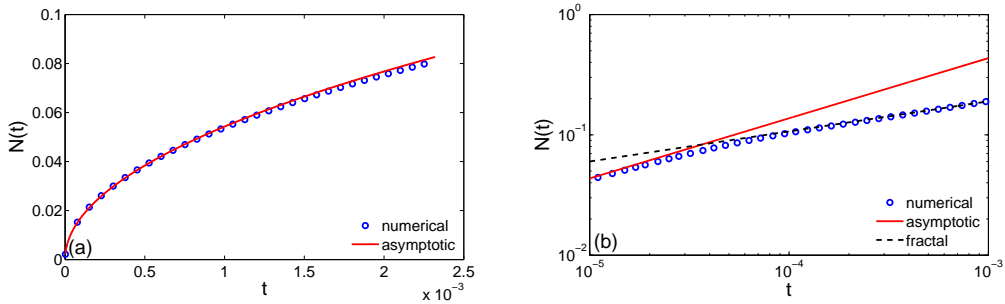 0.1
0.08
0.06
0.04
0.02
0
N(t)
(a)
numerical
asymptotic
0 0.5 1 1.5 2 2.5
t
x 10⁻³
10⁰
10⁻¹
10⁻²
N(t)
(b)
numerical
asymptotic
fractal
10⁻⁵ 10⁻⁴ 10⁻³
t